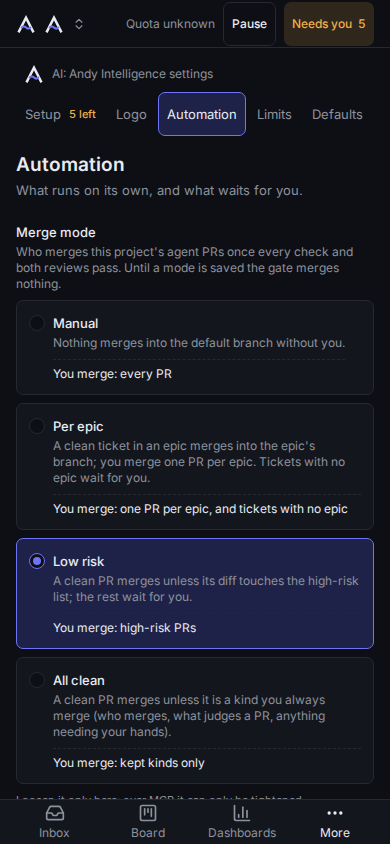 Quota unknown
Pause
Needs you 5
AI: Andy Intelligence settings
Setup 5 left
Logo
Automation
Limits
Defaults
Automation
What runs on its own, and what waits for you.
Merge mode
Who merges this project's agent PRs once every check and
both reviews pass. Until a mode is saved the gate merges
nothing.
Manual
Nothing merges into the default branch without you.
You merge: every PR
Per epic
A clean ticket in an epic merges into the epic's
branch; you merge one PR per epic. Tickets with no
epic wait for you.
You merge: one PR per epic, and tickets with no epic
Low risk
A clean PR merges unless its diff touches the high-risk
list; the rest wait for you.
You merge: high-risk PRs
All clean
A clean PR merges unless it is a kind you always
merge (who merges, what judges a PR, anything
needing your hands).
You merge: kept kinds only
Inbox
Board
Dashboards
More